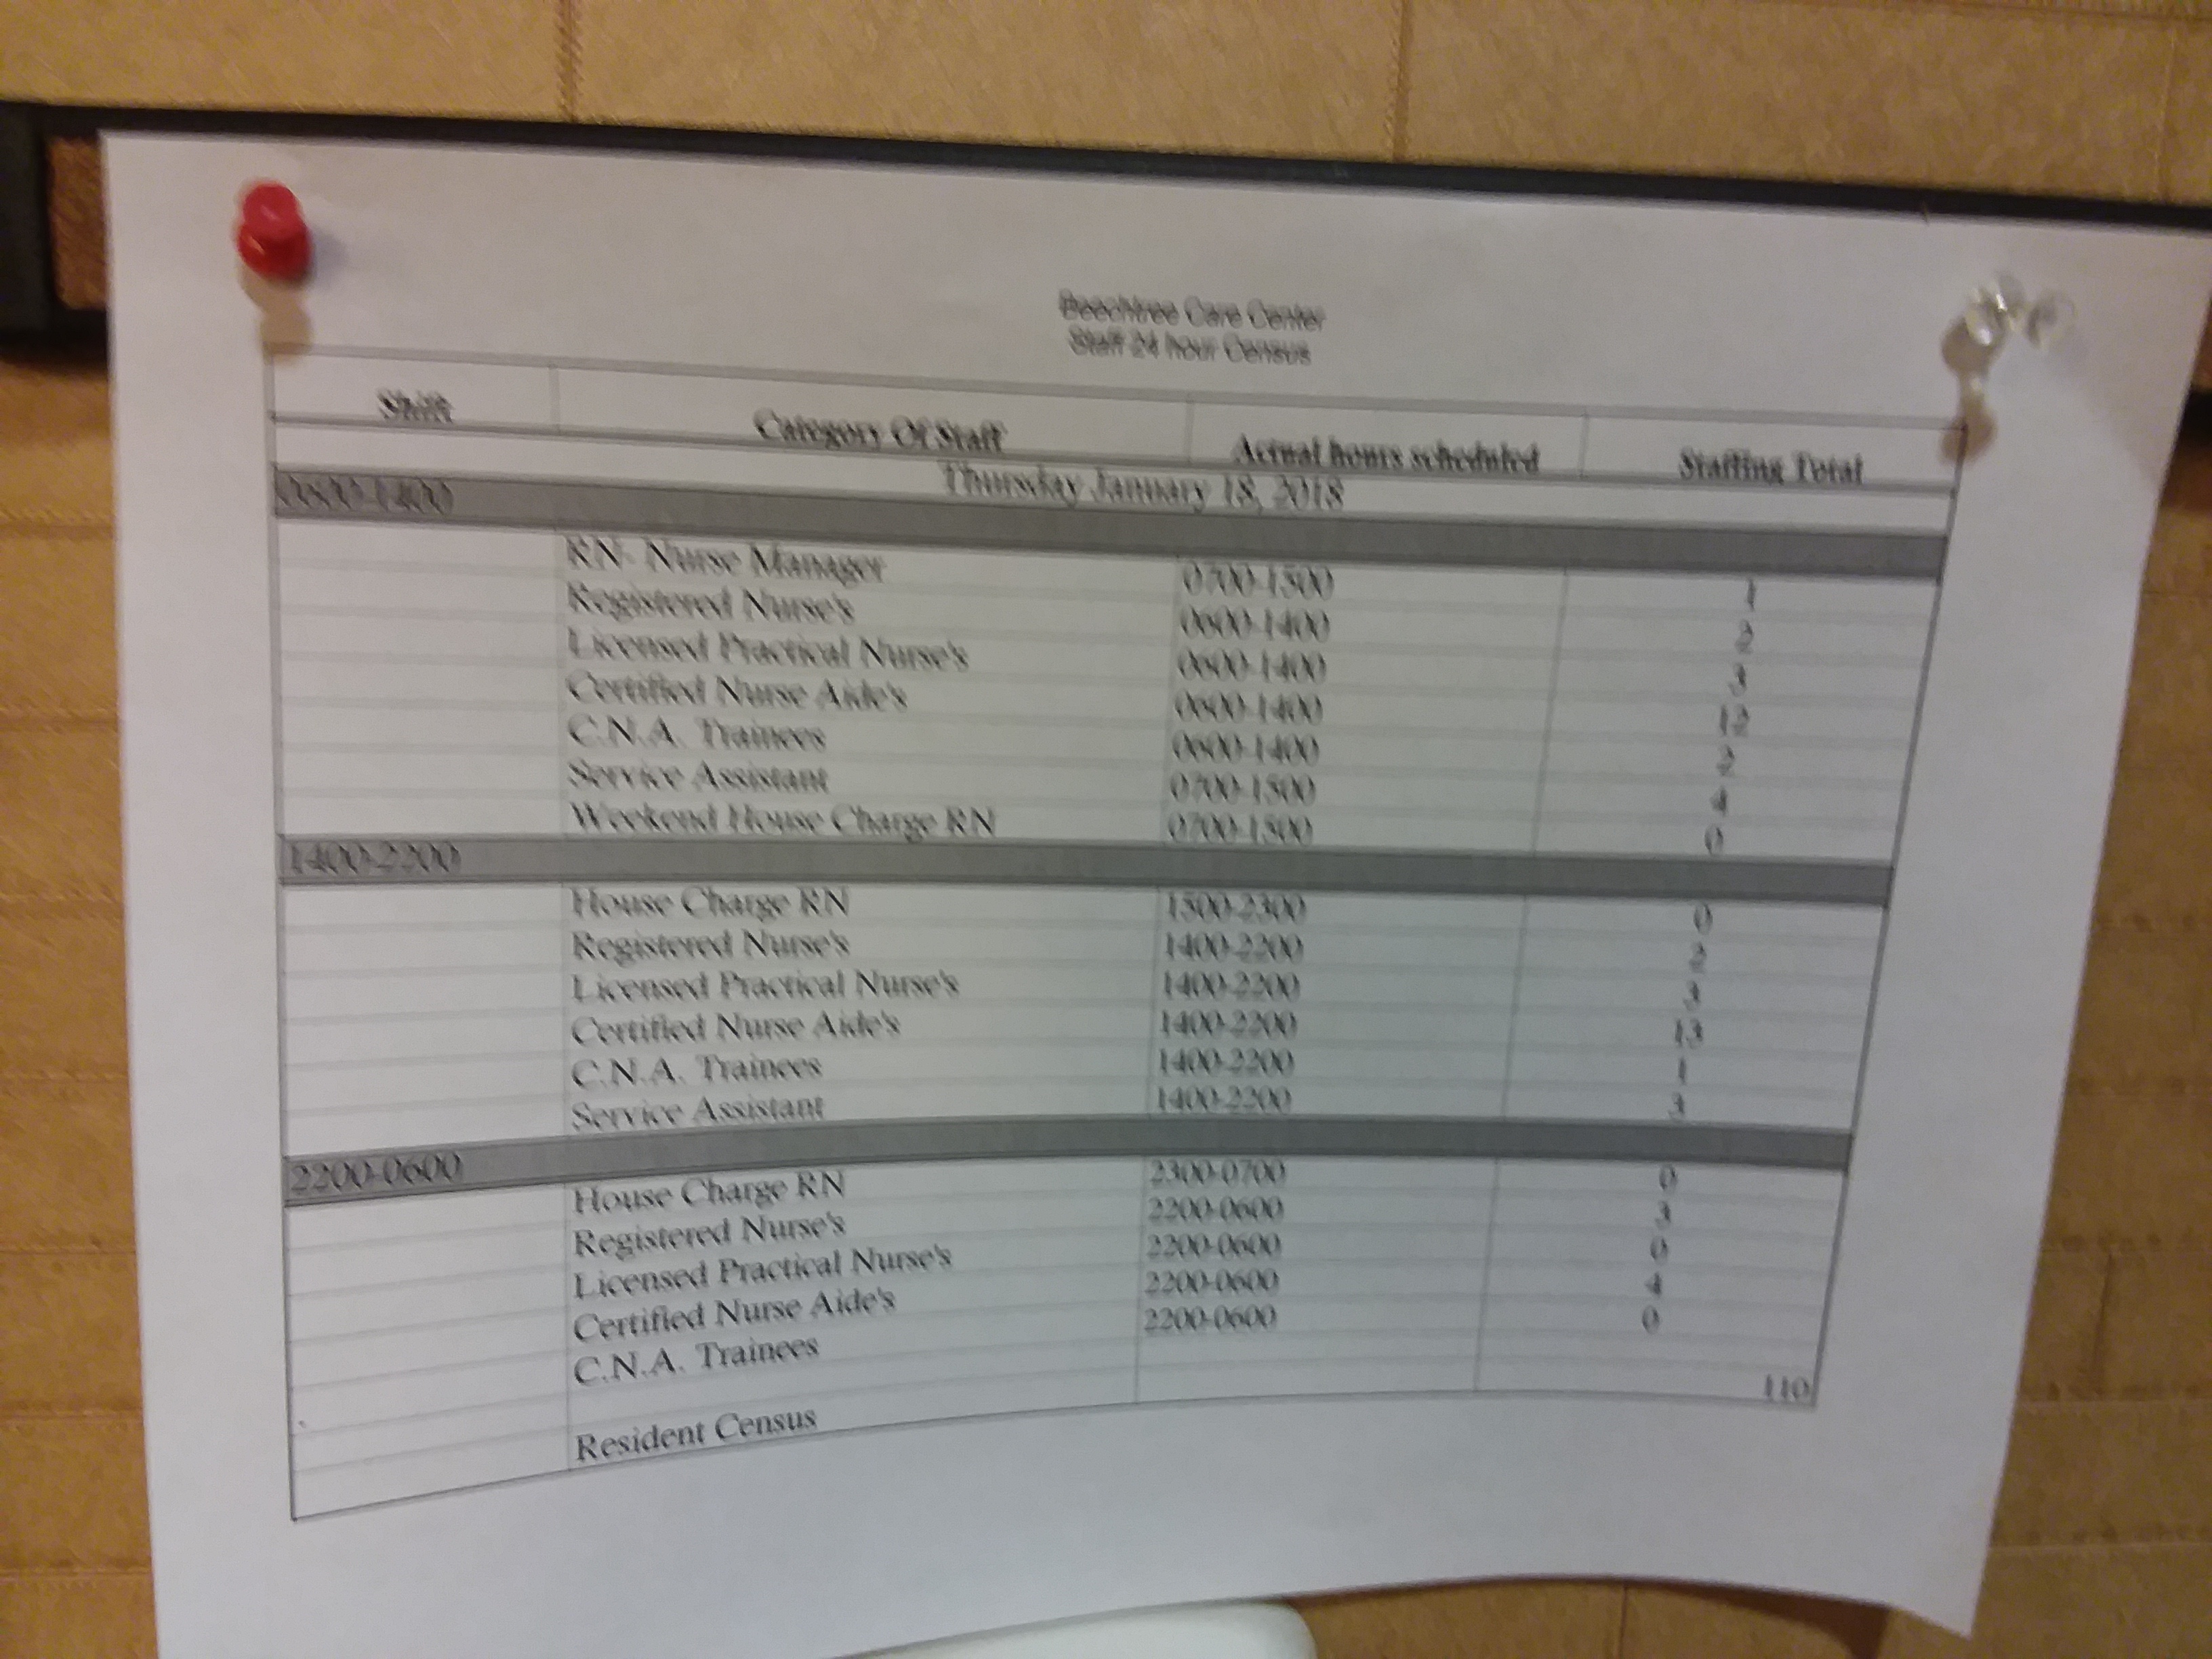 Beechtree Care Center
Staff 24 hour Census
Shift Category Of Staff Actual hours scheduled Staffing Total
Thursday January 18, 2018
0600-1400
RN- Nurse Manager 0700-1500 1
Registered Nurse's 0600-1400 2
Licensed Practical Nurse's 0600-1400 3
Certified Nurse Aide's 0600-1400 12
C.N.A. Trainees 0600-1400 2
Service Assistant 0700-1500 4
Weekend House Charge RN 0700-1500 0
1400-2200
House Charge RN 1500-2300 0
Registered Nurse's 1400-2200 2
Licensed Practical Nurse's 1400-2200 3
Certified Nurse Aide's 1400-2200 13
C.N.A. Trainees 1400-2200 1
Service Assistant 1400-2200 3
2200-0600
House Charge RN 2300-0700 0
Registered Nurse's 2200-0600 3
Licensed Practical Nurse's 2200-0600 0
Certified Nurse Aide's 2200-0600 4
C.N.A. Trainees 2200-0600 0
Resident Census 110